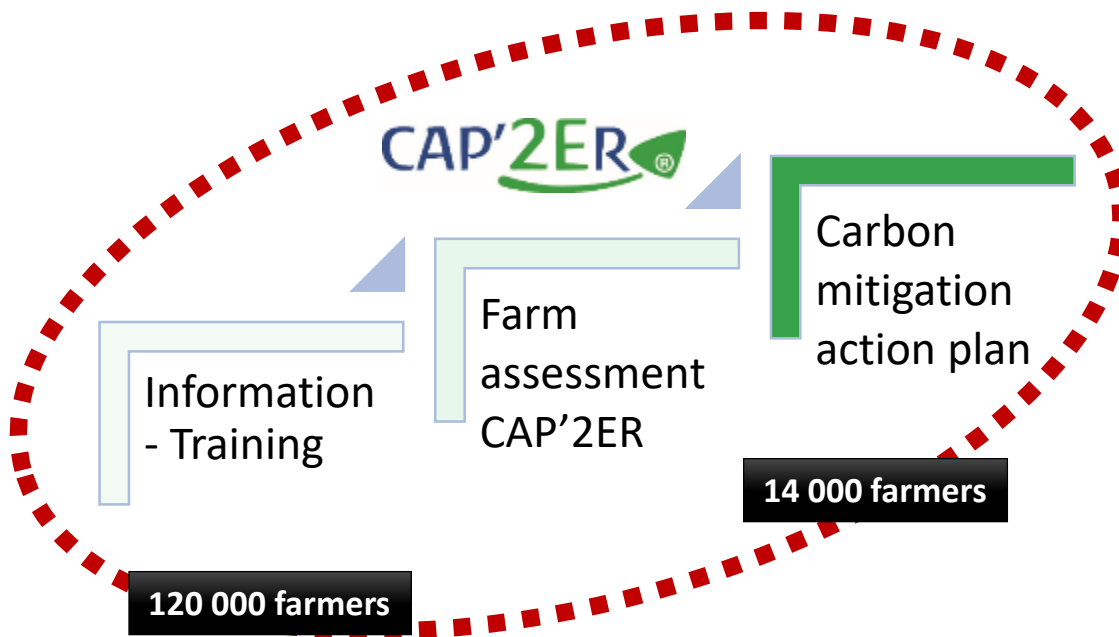 CAP'2ER®
Carbon
mitigation
action plan
Farm
assessment
CAP’2ER
Information
- Training
14 000 farmers
120 000 farmers